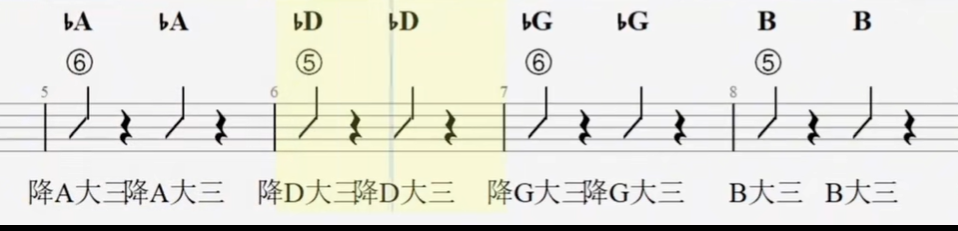 ♭A ♭A ♭D ♭D ♭G ♭G B B
⑥ ⑤ ⑥ ⑤
5 6 7 8
降A大三 降A大三 降D大三 降D大三 降G大三 降G大三 B大三 B大三